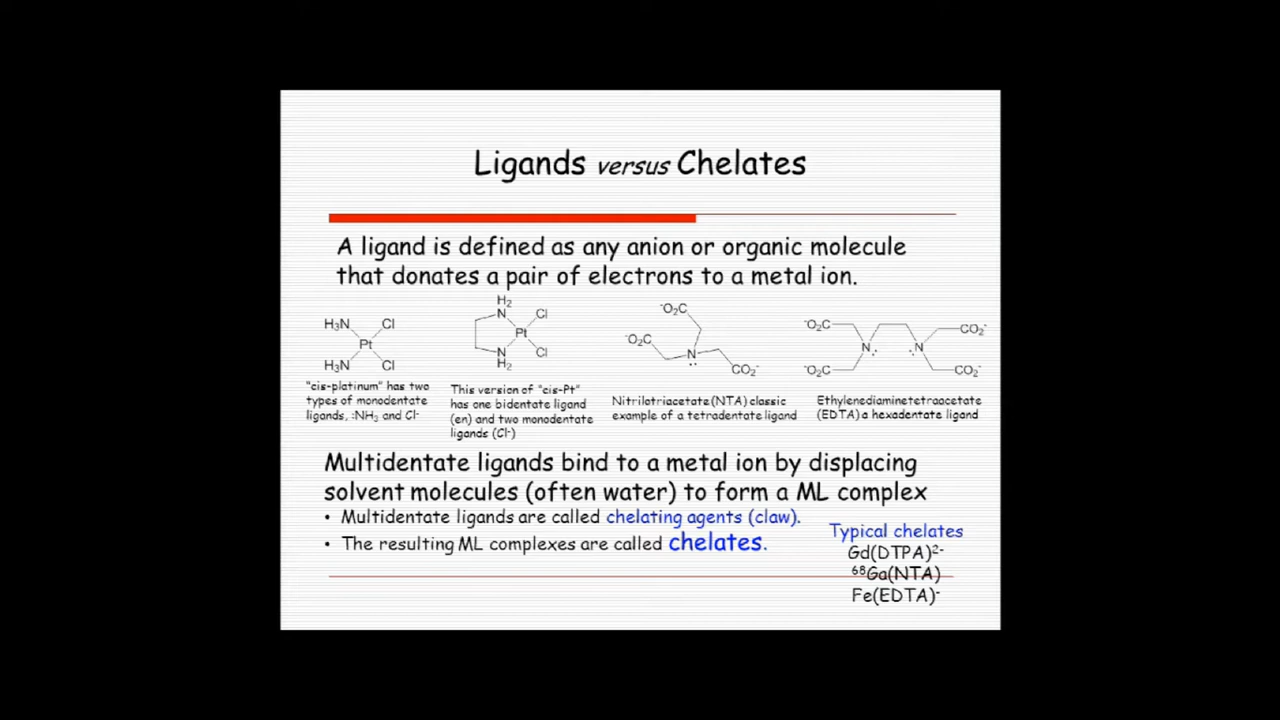 Ligands versus Chelates
A ligand is defined as any anion or organic molecule
that donates a pair of electrons to a metal ion.
H₃N Cl
Pt
H₃N Cl
H₂
N Cl
Pt
N Cl
H₂
⁻O₂C
⁻O₂C
N
CO₂⁻
⁻O₂C CO₂⁻
N: :N
⁻O₂C CO₂⁻
"cis-platinum" has two
types of monodentate
ligands, :NH₃ and Cl⁻
This version of "cis-Pt"
has one bidentate ligand
(en) and two monodentate
ligands (Cl⁻)
Nitrilotriacetate(NTA) classic
example of a tetradentate ligand
Ethylenediaminetetraacetate
(EDTA) a hexadentate ligand
Multidentate ligands bind to a metal ion by displacing
solvent molecules (often water) to form a ML complex
• Multidentate ligands are called chelating agents (claw).
• The resulting ML complexes are called chelates.
Typical chelates
Gd(DTPA)²⁻
⁶⁸Ga(NTA)
Fe(EDTA)⁻